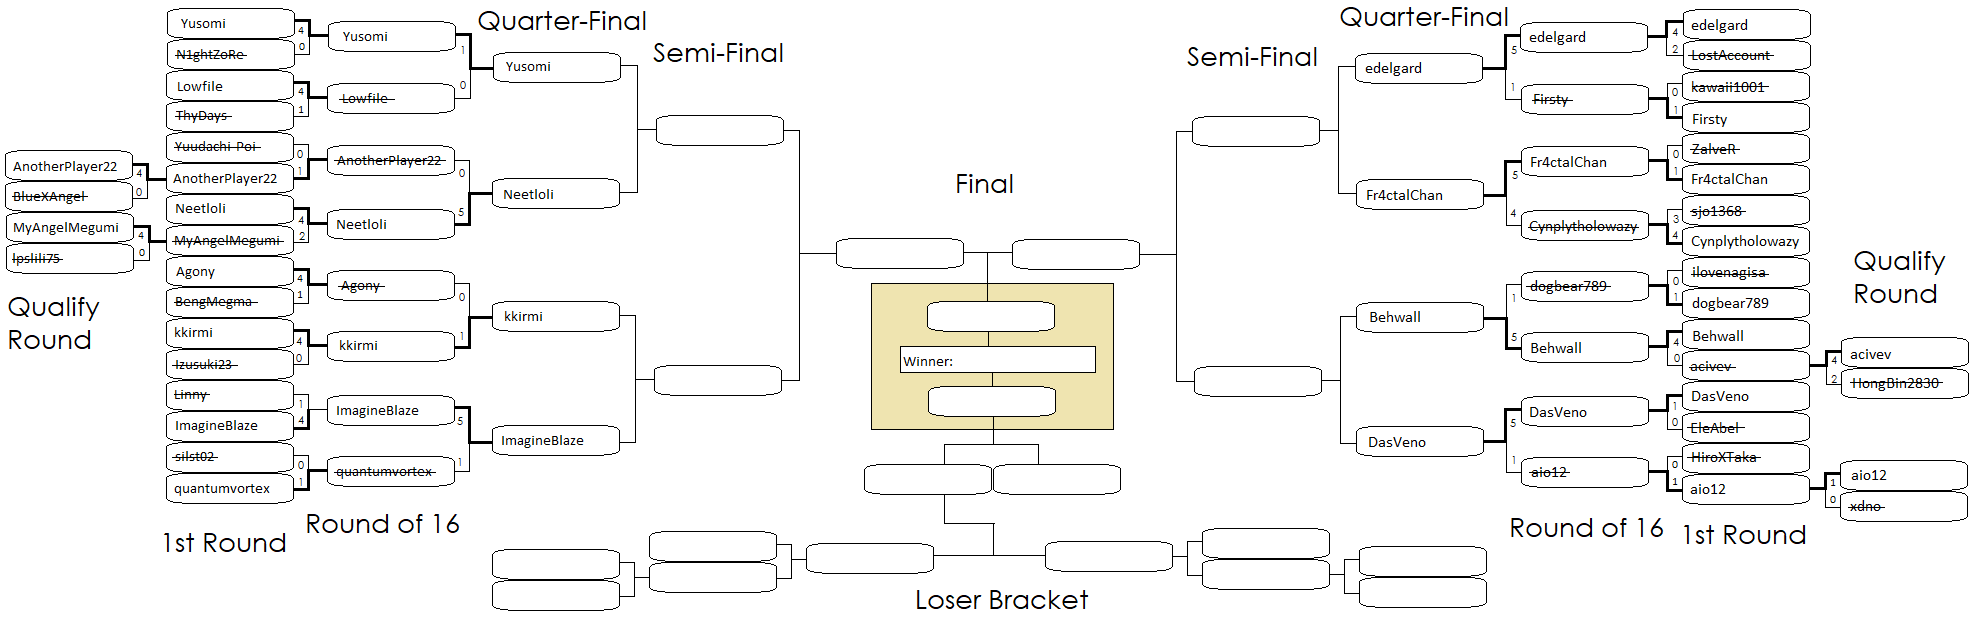 Quarter-Final
Semi-Final
Yusomi
4
N1ghtZoRe
0
Yusomi
1
Lowfile
4
ThyDays
1
Lowfile
0
Yusomi
Yuudachi-Poi
0
AnotherPlayer22
4
BlueXAngel
0
AnotherPlayer22
1
AnotherPlayer22
0
Neetloli
4
MyAngelMegumi
4
lpslili75
0
MyAngelMegumi
2
Neetloli
5
Neetloli
Agony
4
BengMegma
1
Agony
0
kkirmi
4
Izusuki23
0
kkirmi
1
kkirmi
Linny
1
ImagineBlaze
4
ImagineBlaze
5
silst02
0
quantumvortex
1
quantumvortex
1
ImagineBlaze
Qualify
Round
1st Round
Round of 16
Final
Winner:
Loser Bracket
Quarter-Final
Semi-Final
edelgard
edelgard
5
edelgard
4
LostAccount
2
Firsty
1
kawaii1001
0
Firsty
1
Fr4ctalChan
Fr4ctalChan
5
ZalveR
0
Fr4ctalChan
1
Cynplytholowazy
4
sjo1368
3
Cynplytholowazy
4
Behwall
dogbear789
1
ilovenagisa
0
dogbear789
1
Behwall
5
Behwall
4
acivev
0
acivev
4
HongBin2830
2
DasVeno
DasVeno
5
DasVeno
1
EleAbel
0
aio12
1
HiroXTaka
0
aio12
1
aio12
1
xdno
0
Qualify
Round
Round of 16
1st Round